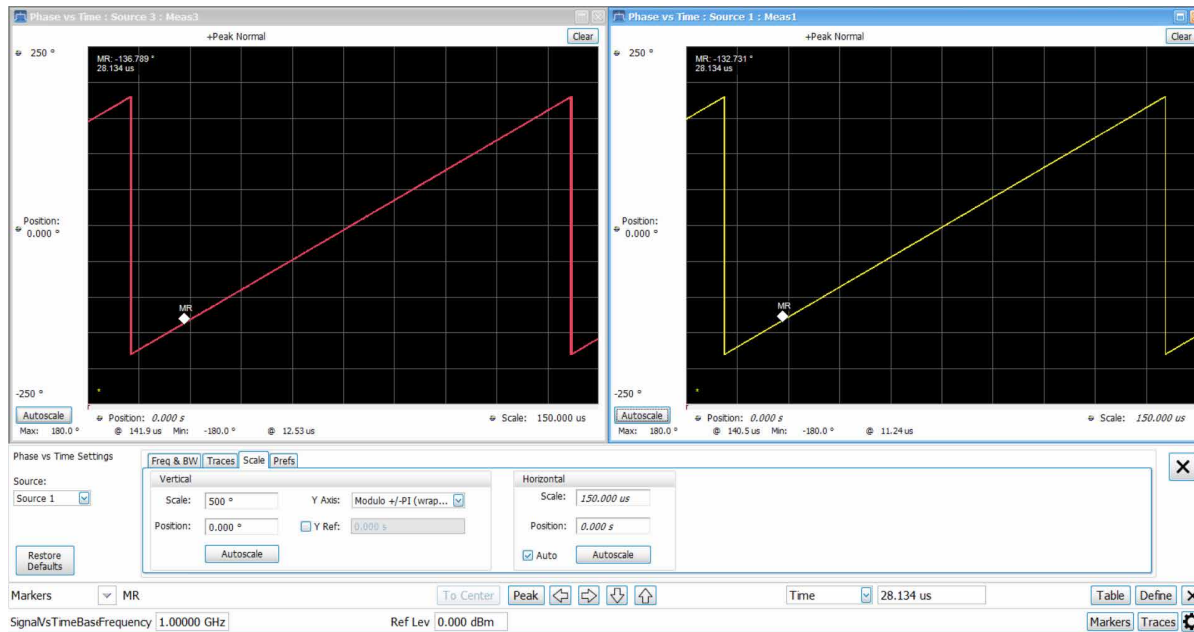 Phase vs Time : Source 3 : Meas3
+Peak Normal
Clear
250 °
MR: -136.789 °
28.134 us
Position:
0.000 °
MR
-250 °
Autoscale
Position: 0.000 s
Scale: 150.000 us
Max: 180.0 ° @ 141.9 us Min: -180.0 ° @ 12.53 us
Phase vs Time : Source 1 : Meas1
+Peak Normal
Clear
250 °
MR: -132.731 °
28.134 us
Position:
0.000 °
MR
-250 °
Autoscale
Position: 0.000 s
Scale: 150.000 us
Max: 180.0 ° @ 140.5 us Min: -180.0 ° @ 11.24 us
Phase vs Time Settings
Source:
Source 1
Restore
Defaults
Freq & BW Traces Scale Prefs
Vertical
Scale: 500 °
Y Axis: Modulo +/-PI (wrap...
Position: 0.000 °
Y Ref: 0.000 s
Autoscale
Horizontal
Scale: 150.000 us
Position: 0.000 s
Auto
Autoscale
Markers MR To Center Peak Time 28.134 us Table Define
SignalVsTimeBaseFrequency 1.00000 GHz Ref Lev 0.000 dBm Markers Traces